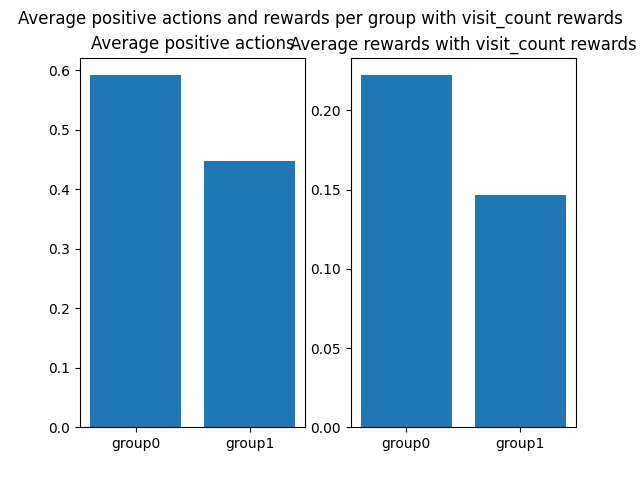 Average positive actions and rewards per group with visit_count rewards
Average positive actions
0.6
0.5
0.4
0.3
0.2
0.1
0.0
group0 group1
Average rewards with visit_count rewards
0.20
0.15
0.10
0.05
0.00
group0 group1